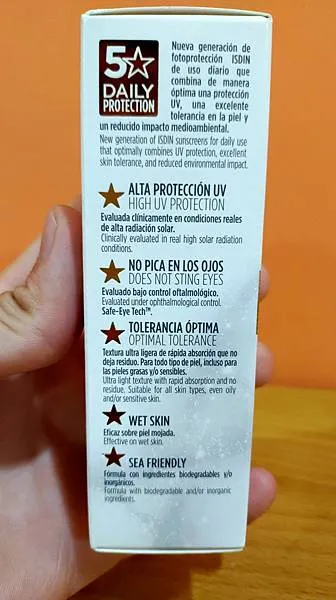 5☆
DAILY
PROTECTION
Nueva generación de
fotoprotección ISDIN
de uso diario que
combina de manera
óptima una protección
UV, una excelente
tolerancia en la piel y
un reducido impacto medioambiental.
New generation of ISDIN sunscreens for daily use
that optimally combines UV protection, excellent
skin tolerance, and reduced environmental impact.
ALTA PROTECCIÓN UV
HIGH UV PROTECTION
Evaluada clínicamente en condiciones reales
de alta radiación solar.
Clinically evaluated in real high solar radiation
conditions.
NO PICA EN LOS OJOS
DOES NOT STING EYES
Evaluado bajo control oftalmológico.
Evaluated under ophthalmological control.
Safe-Eye Tech™.
TOLERANCIA ÓPTIMA
OPTIMAL TOLERANCE
Textura ultra ligera de rápida absorción que no
deja residuo. Para todo tipo de piel, incluso para
las pieles grasas y/o sensibles.
Ultra light texture with rapid absorption and no
residue. Suitable for all skin types, even oily
and/or sensitive skin.
WET SKIN
Eficaz sobre piel mojada.
Effective on wet skin.
SEA FRIENDLY
Fórmula con ingredientes biodegradables y/o
inorgánicos.
Formula with biodegradable and/or inorganic
ingredients.